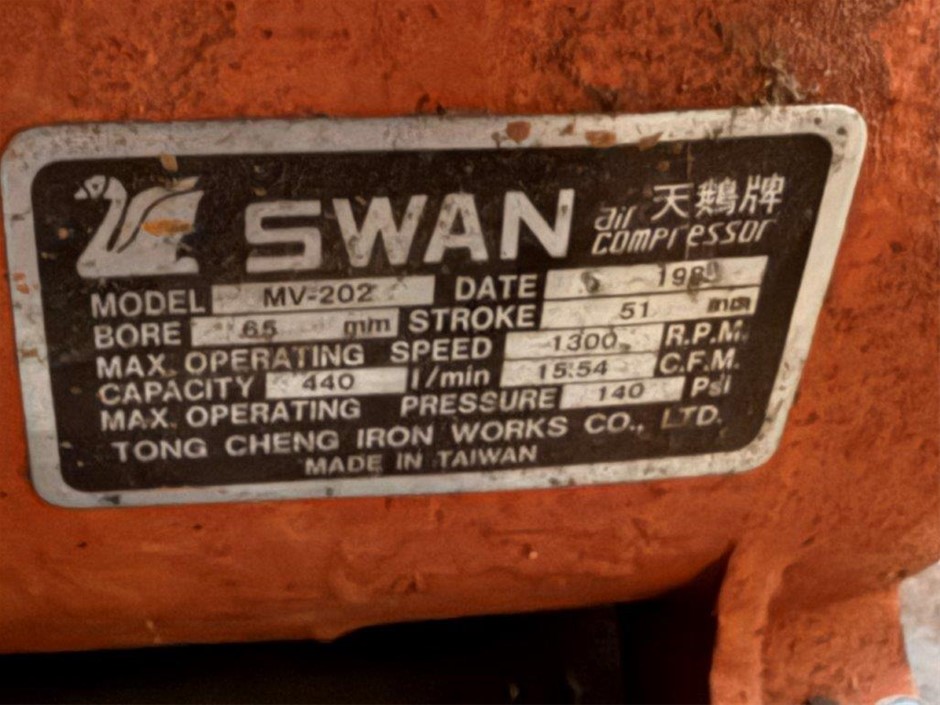 SWAN air compressor 天鵝牌
MODEL MV-202 DATE
BORE 65 mm STROKE 51 mm
MAX. OPERATING SPEED 1300 R.P.M.
CAPACITY 440 l/min 15.54 C.F.M.
MAX. OPERATING PRESSURE 140 Psi
TONG CHENG IRON WORKS CO., LTD.
MADE IN TAIWAN